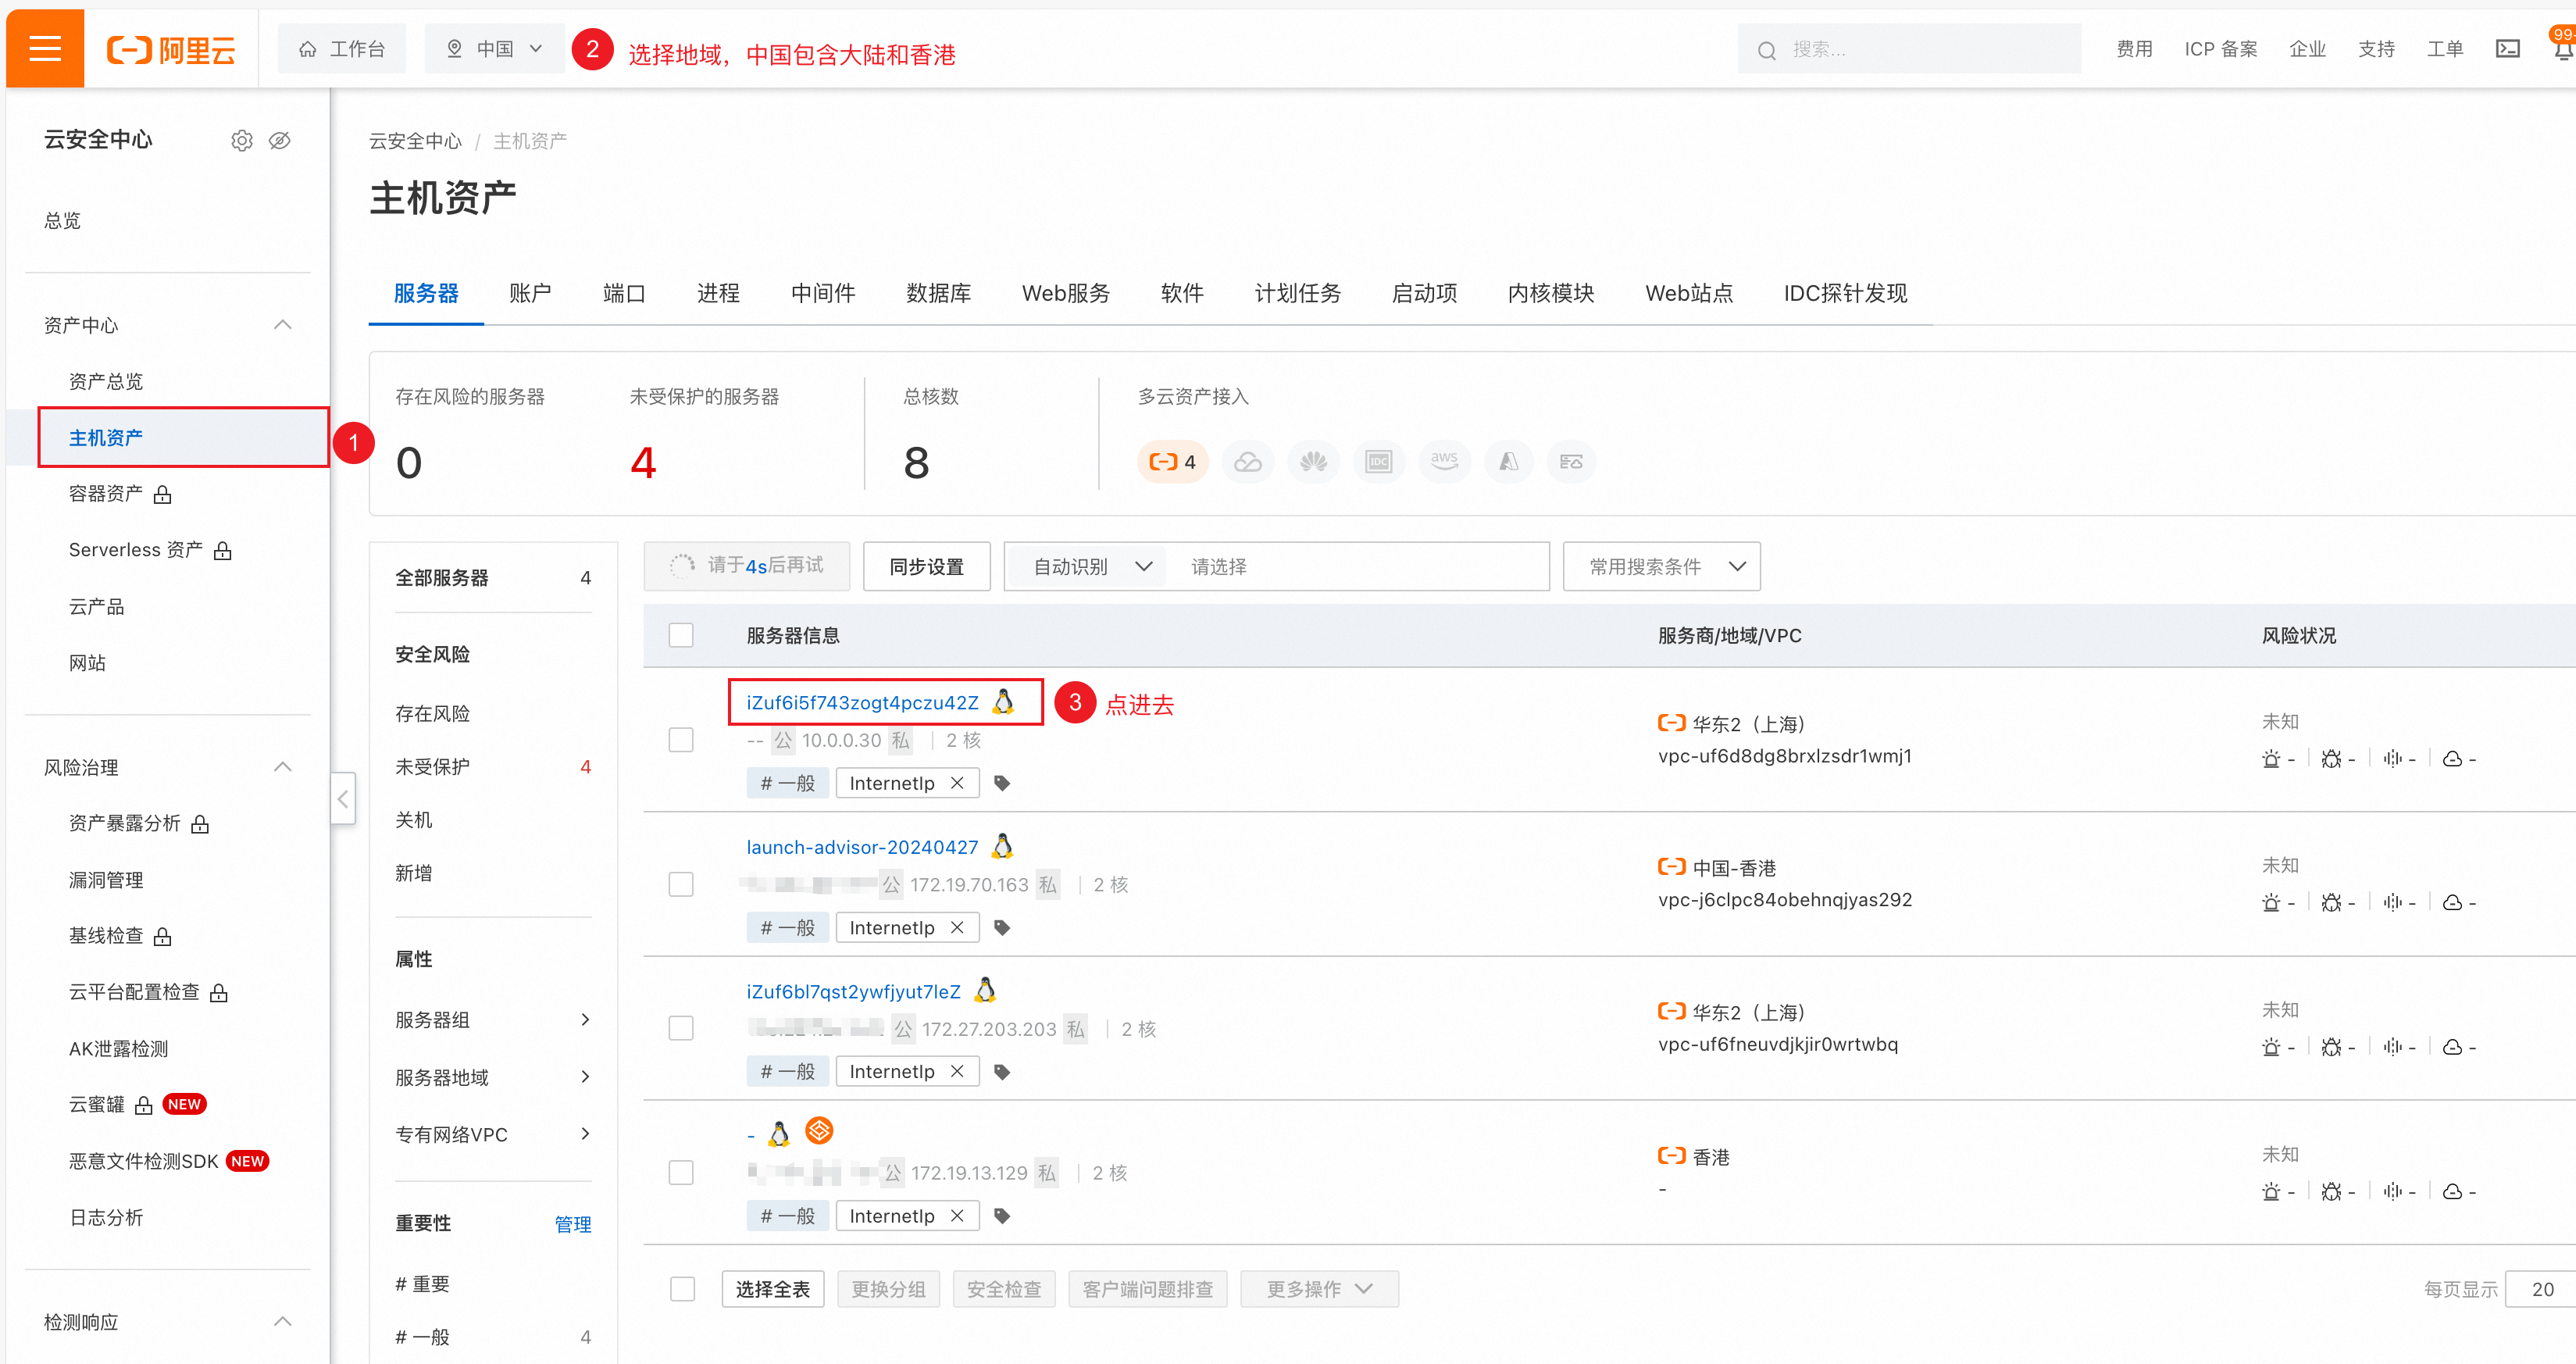 阿里云 工作台 中国 2 选择地域，中国包含大陆和香港 搜索... 费用 ICP 备案 企业 支持 工单 99
云安全中心
总览
资产中心
资产总览
主机资产 1
容器资产
Serverless 资产
云产品
网站
风险治理
资产暴露分析
漏洞管理
基线检查
云平台配置检查
AK泄露检测
云蜜罐 NEW
恶意文件检测SDK NEW
日志分析
检测响应
云安全中心 / 主机资产
主机资产
服务器 账户 端口 进程 中间件 数据库 Web服务 软件 计划任务 启动项 内核模块 Web站点 IDC探针发现
存在风险的服务器 未受保护的服务器 总核数 多云资产接入
0 4 8 4 IDC aws
全部服务器 4
安全风险
存在风险
未受保护 4
关机
新增
属性
服务器组
服务器地域
专有网络VPC
重要性 管理
# 重要
# 一般 4
请于4s后再试 同步设置 自动识别 请选择 常用搜索条件
服务器信息 服务商/地域/VPC 风险状况
iZuf6i5f743zogt4pczu42Z 3 点进去
-- 公 10.0.0.30 私 | 2 核
# 一般 InternetIp
华东2（上海）
vpc-uf6d8dg8brxlzsdr1wmj1
未知
- - - -
launch-advisor-20240427
公 172.19.70.163 私 | 2 核
# 一般 InternetIp
中国-香港
vpc-j6clpc84obehnqjyas292
未知
- - - -
iZuf6bl7qst2ywfjyut7leZ
公 172.27.203.203 私 | 2 核
# 一般 InternetIp
华东2（上海）
vpc-uf6fneuvdjkjir0wrtwbq
未知
- - - -
-
公 172.19.13.129 私 | 2 核
# 一般 InternetIp
香港
-
未知
- - - -
选择全表 更换分组 安全检查 客户端问题排查 更多操作 每页显示 20